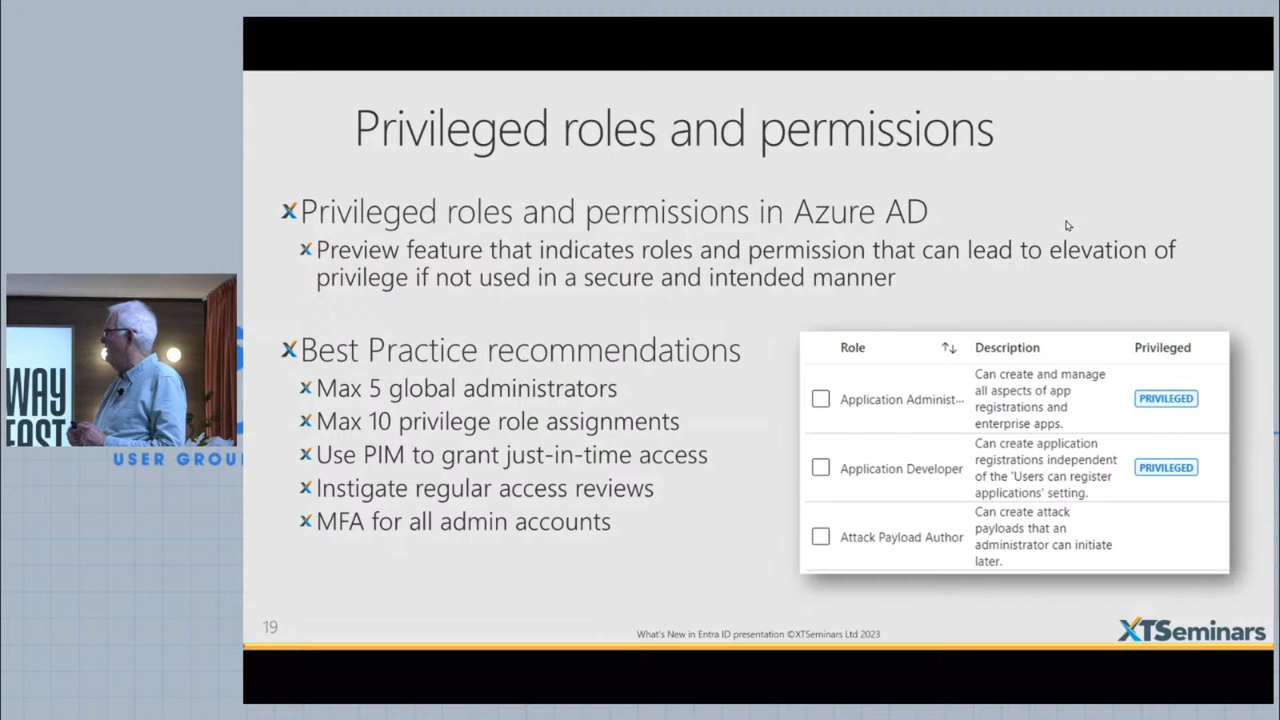 Privileged roles and permissions
Privileged roles and permissions in Azure AD
Preview feature that indicates roles and permission that can lead to elevation of
privilege if not used in a secure and intended manner
Best Practice recommendations
Max 5 global administrators
Max 10 privilege role assignments
Use PIM to grant just-in-time access
Instigate regular access reviews
MFA for all admin accounts
Role Description Privileged
Application Administ... Can create and manage
all aspects of app
registrations and
enterprise apps.
PRIVILEGED
Application Developer Can create application
registrations independent
of the 'Users can register
applications' setting.
PRIVILEGED
Attack Payload Author Can create attack
payloads that an
administrator can initiate
later.
19
What's New in Entra ID presentation ©XTSeminars Ltd 2023
XTSeminars
WAY
FAST
USER GROU